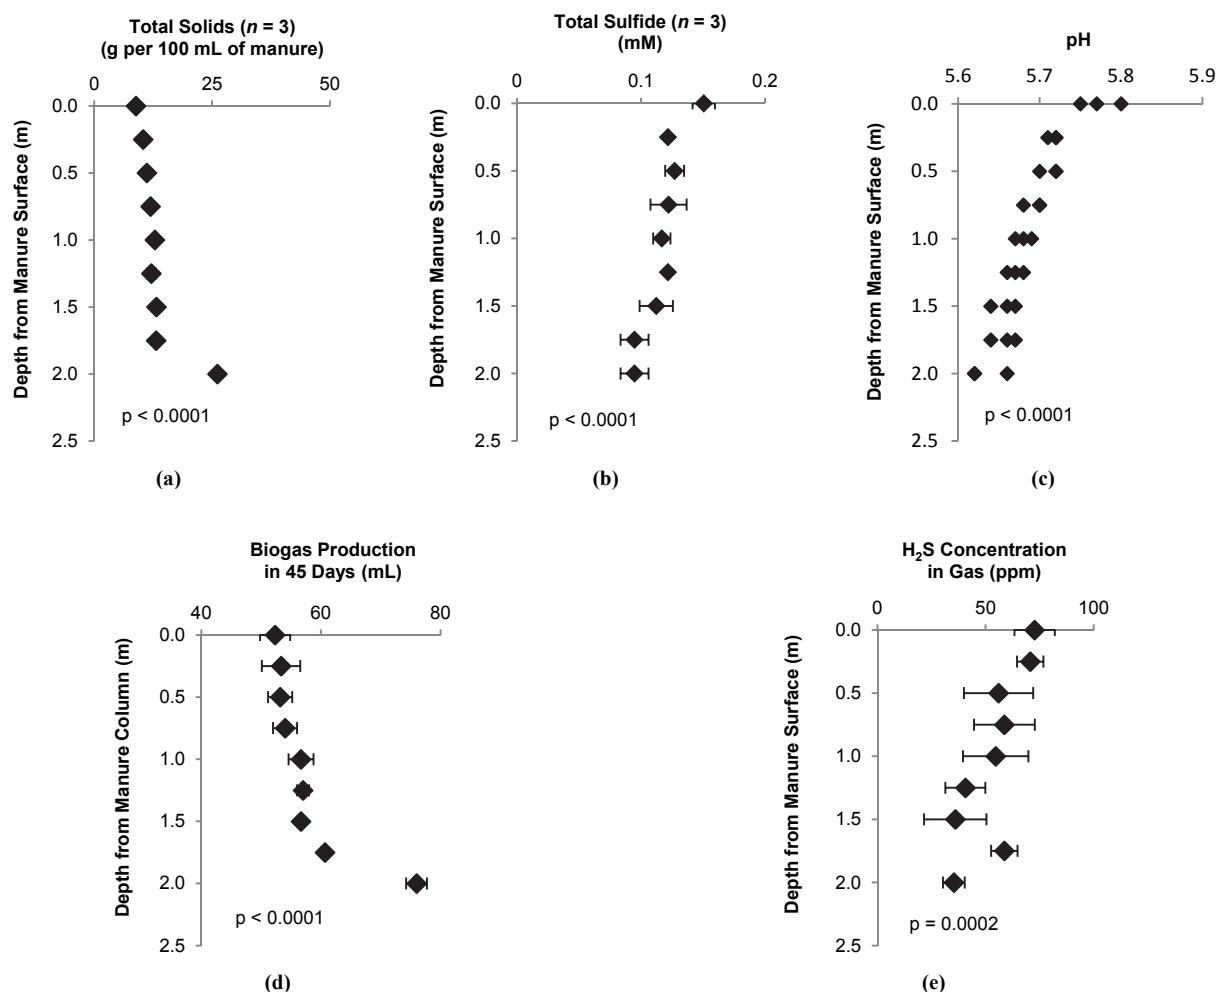 Total Solids (n = 3)
(g per 100 mL of manure)
0 25 50
0.0
0.5
1.0
1.5
2.0
2.5
Depth from Manure Surface (m)
p < 0.0001
(a)
Total Sulfide (n = 3)
(mM)
0 0.1 0.2
0.0
0.5
1.0
1.5
2.0
2.5
Depth from Manure Surface (m)
p < 0.0001
(b)
pH
5.6 5.7 5.8 5.9
0.0
0.5
1.0
1.5
2.0
2.5
Depth from Manure Surface (m)
p < 0.0001
(c)
Biogas Production
in 45 Days (mL)
40 60 80
0.0
0.5
1.0
1.5
2.0
2.5
Depth from Manure Column (m)
p < 0.0001
(d)
H₂S Concentration
in Gas (ppm)
0 50 100
0.0
0.5
1.0
1.5
2.0
2.5
Depth from Manure Surface (m)
p = 0.0002
(e)